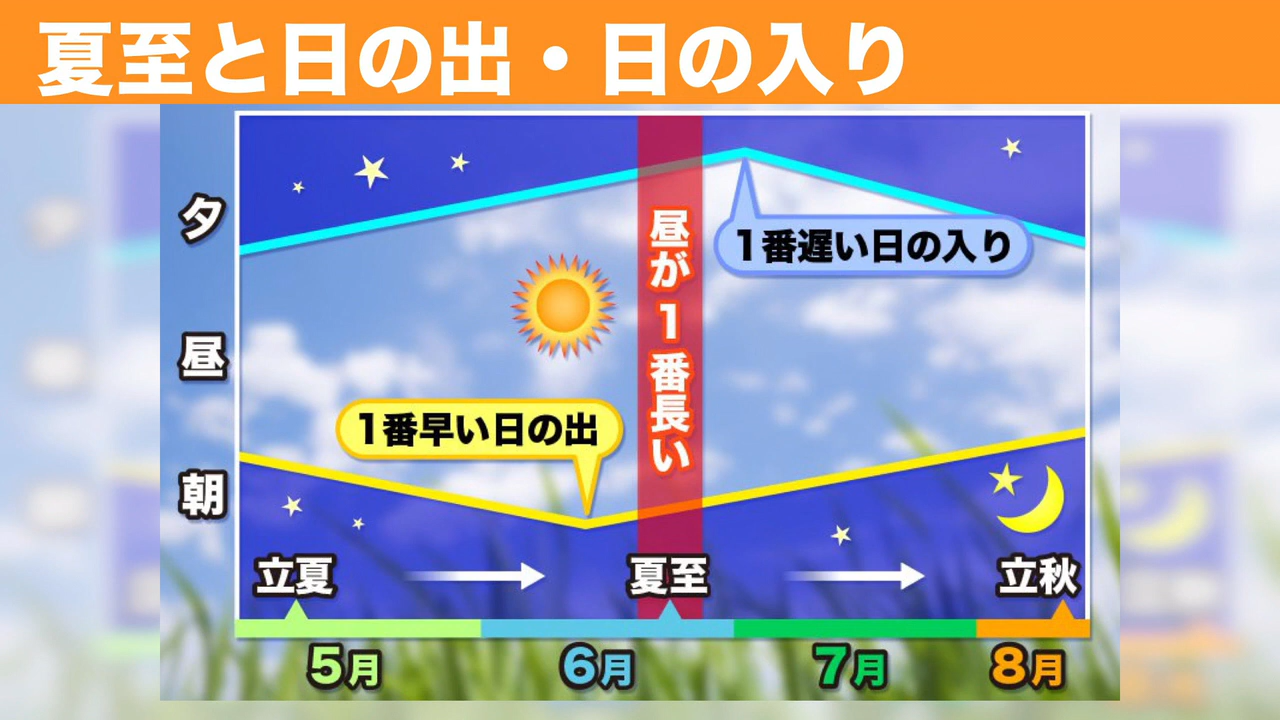 夏至と日の出・日の入り
夕
昼
朝
昼が1番長い
1番遅い日の入り
1番早い日の出
立夏
夏至
立秋
5月
6月
7月
8月